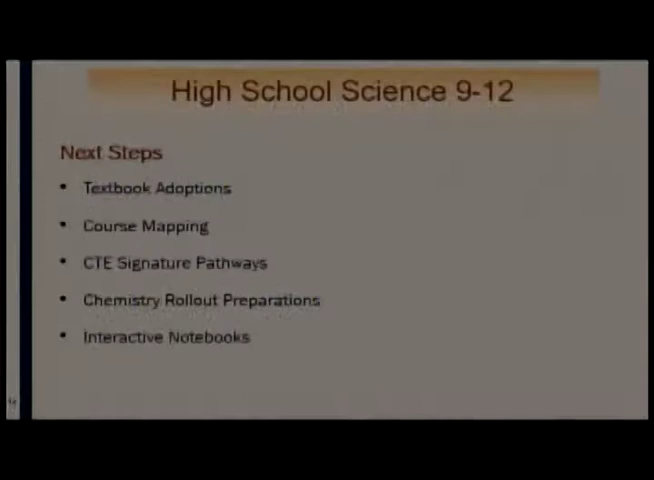 High School Science 9-12
Next Steps
• Textbook Adoptions
• Course Mapping
• CTE Signature Pathways
• Chemistry Rollout Preparations
• Interactive Notebooks